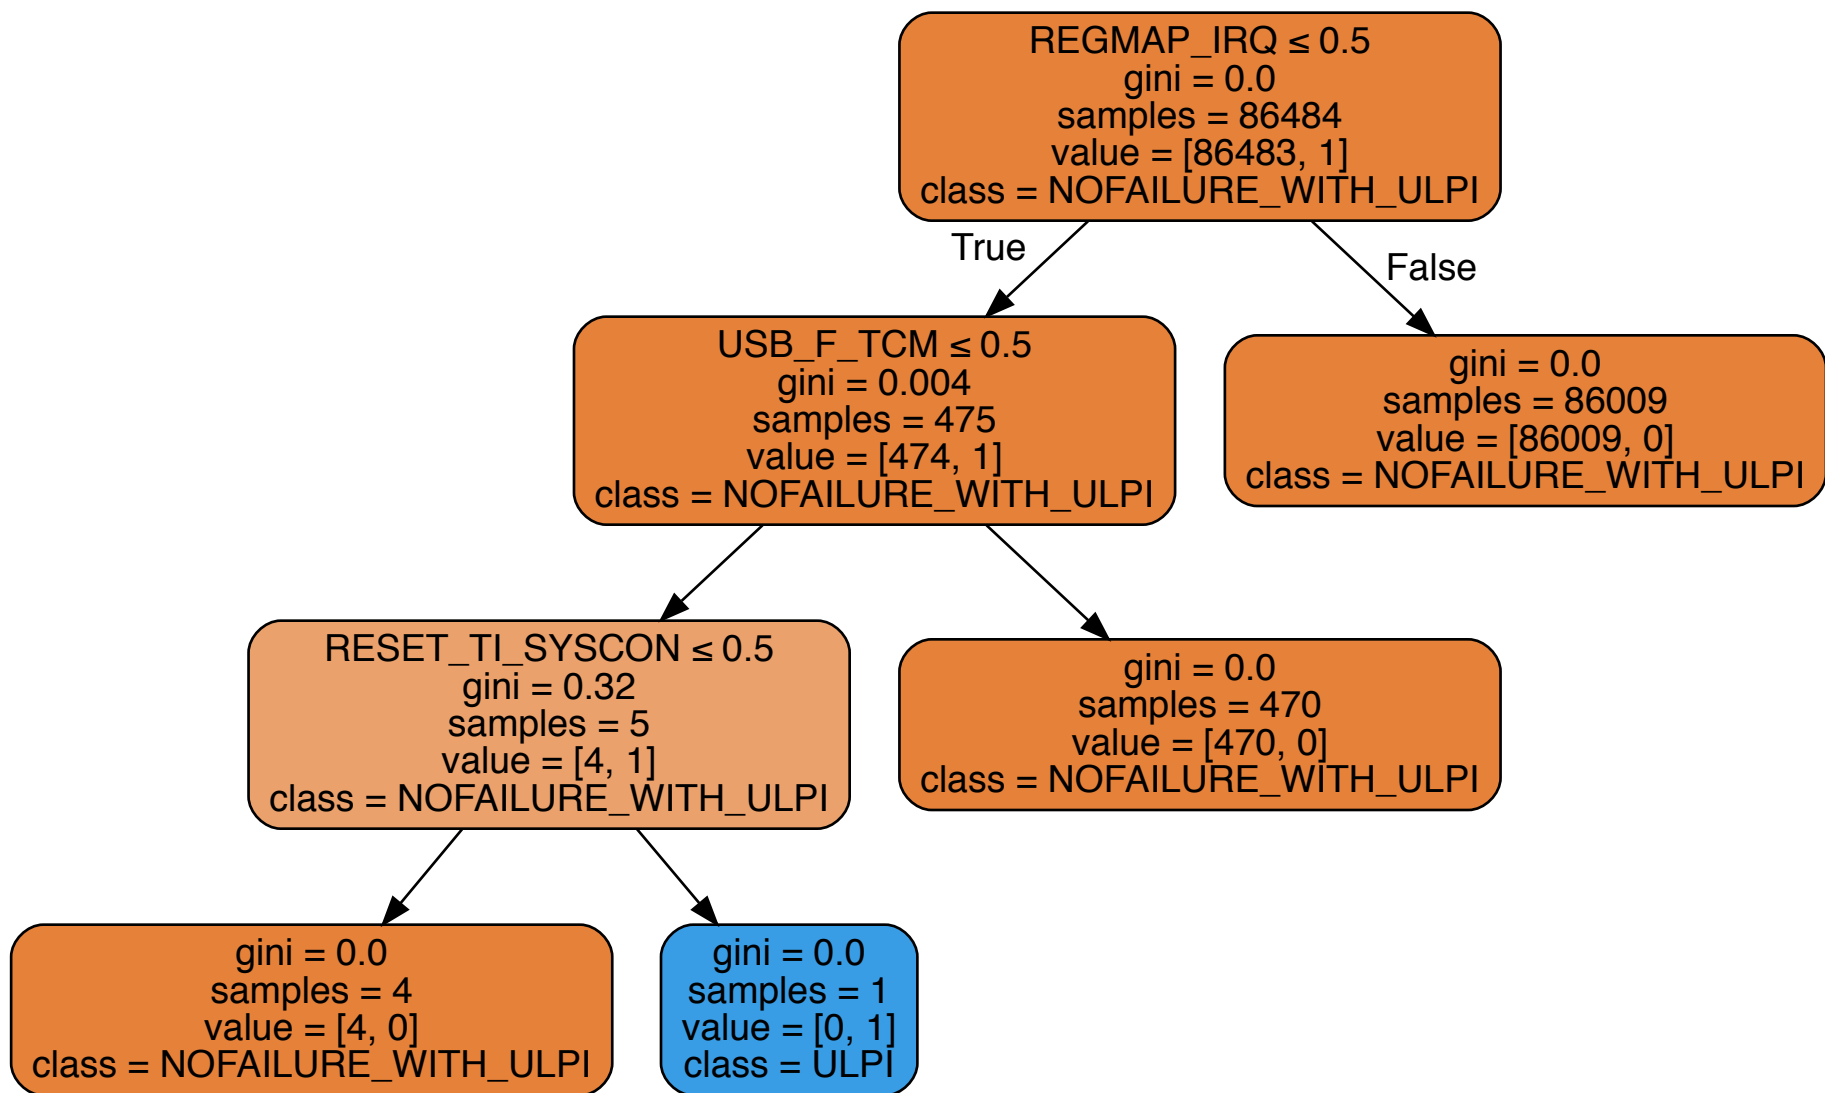 REGMAP_IRQ ≤ 0.5
gini = 0.0
samples = 86484
value = [86483, 1]
class = NOFAILURE_WITH_ULPI
True
False
USB_F_TCM ≤ 0.5
gini = 0.004
samples = 475
value = [474, 1]
class = NOFAILURE_WITH_ULPI
gini = 0.0
samples = 86009
value = [86009, 0]
class = NOFAILURE_WITH_ULPI
RESET_TI_SYSCON ≤ 0.5
gini = 0.32
samples = 5
value = [4, 1]
class = NOFAILURE_WITH_ULPI
gini = 0.0
samples = 470
value = [470, 0]
class = NOFAILURE_WITH_ULPI
gini = 0.0
samples = 4
value = [4, 0]
class = NOFAILURE_WITH_ULPI
gini = 0.0
samples = 1
value = [0, 1]
class = ULPI